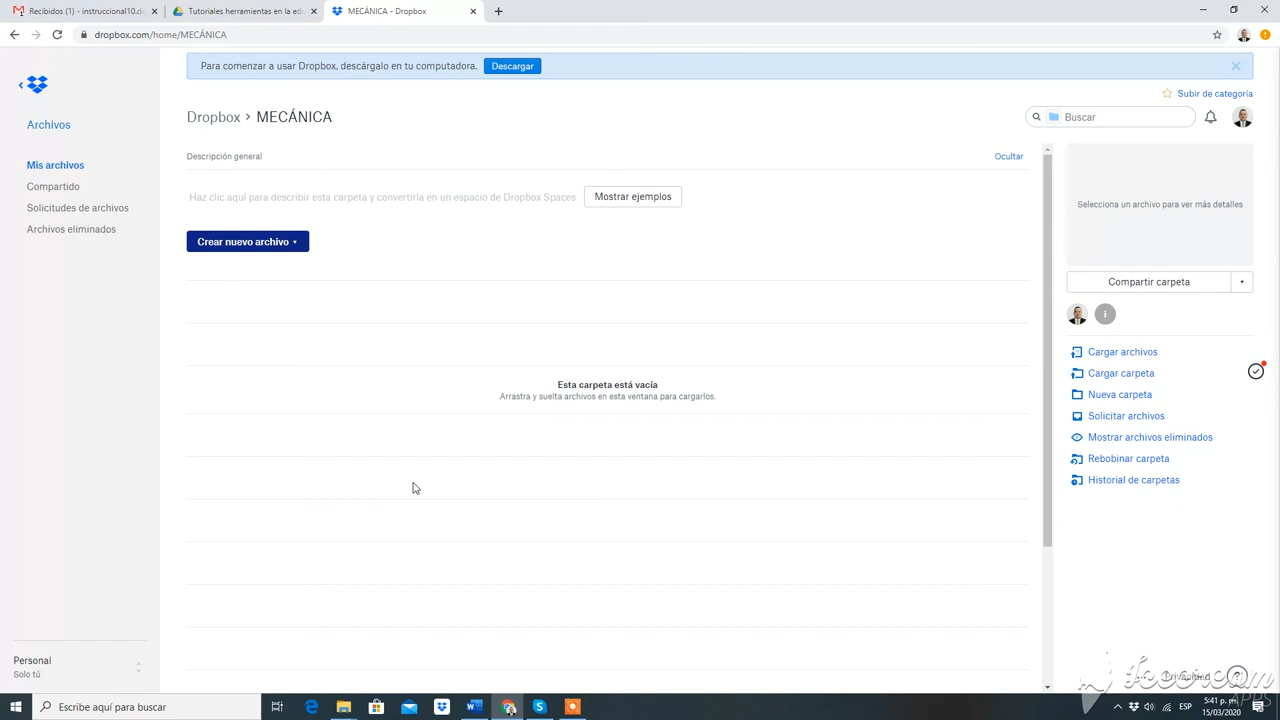 Recibidos (1) - instruccional10.di
Tutoriales herramientas en la edu
MECÁNICA - Dropbox
dropbox.com/home/MECÁNICA
Para comenzar a usar Dropbox, descárgalo en tu computadora.
Descargar
Subir de categoría
Dropbox › MECÁNICA
Buscar
Archivos
Descripción general
Ocultar
Mis archivos
Compartido
Solicitudes de archivos
Archivos eliminados
Haz clic aquí para describir esta carpeta y convertirla en un espacio de Dropbox Spaces
Mostrar ejemplos
Selecciona un archivo para ver más detalles
Crear nuevo archivo
Compartir carpeta
Cargar archivos
Cargar carpeta
Nueva carpeta
Solicitar archivos
Mostrar archivos eliminados
Rebobinar carpeta
Historial de carpetas
Esta carpeta está vacía
Arrastra y suelta archivos en esta ventana para cargarlos.
Personal
Solo tú
Icecream
APPS
Escribe aquí para buscar
ESP
5:41 p. m.
15/03/2020